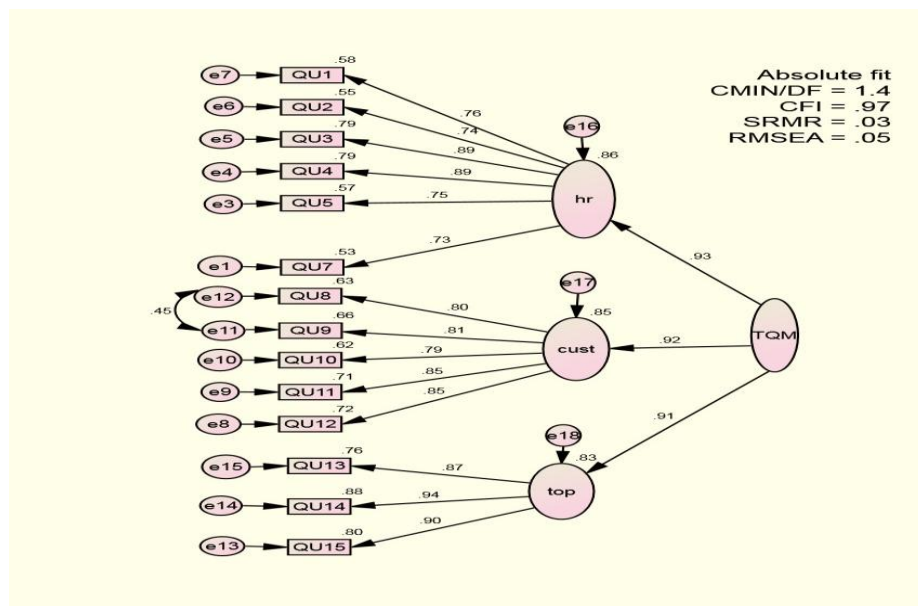 Absolute fit
CMIN/DF = 1.4
CFI = .97
SRMR = .03
RMSEA = .05
.58
e7 QU1
.76
.55
e6 QU2
.74
e16
.79
e5 QU3
.89
.86
.79
e4 QU4
.89
.57
e3 QU5
.75
hr
.73
.93
.53
e1 QU7
.63
e12 QU8
.80
e17
.45
.66
e11 QU9
.81
.85
TQM
.92
cust
.62
e10 QU10
.79
.71
e9 QU11
.85
.85
.72
e8 QU12
.91
e18
.76
e15 QU13
.87
.83
.88
e14 QU14
.94
top
.90
.80
e13 QU15